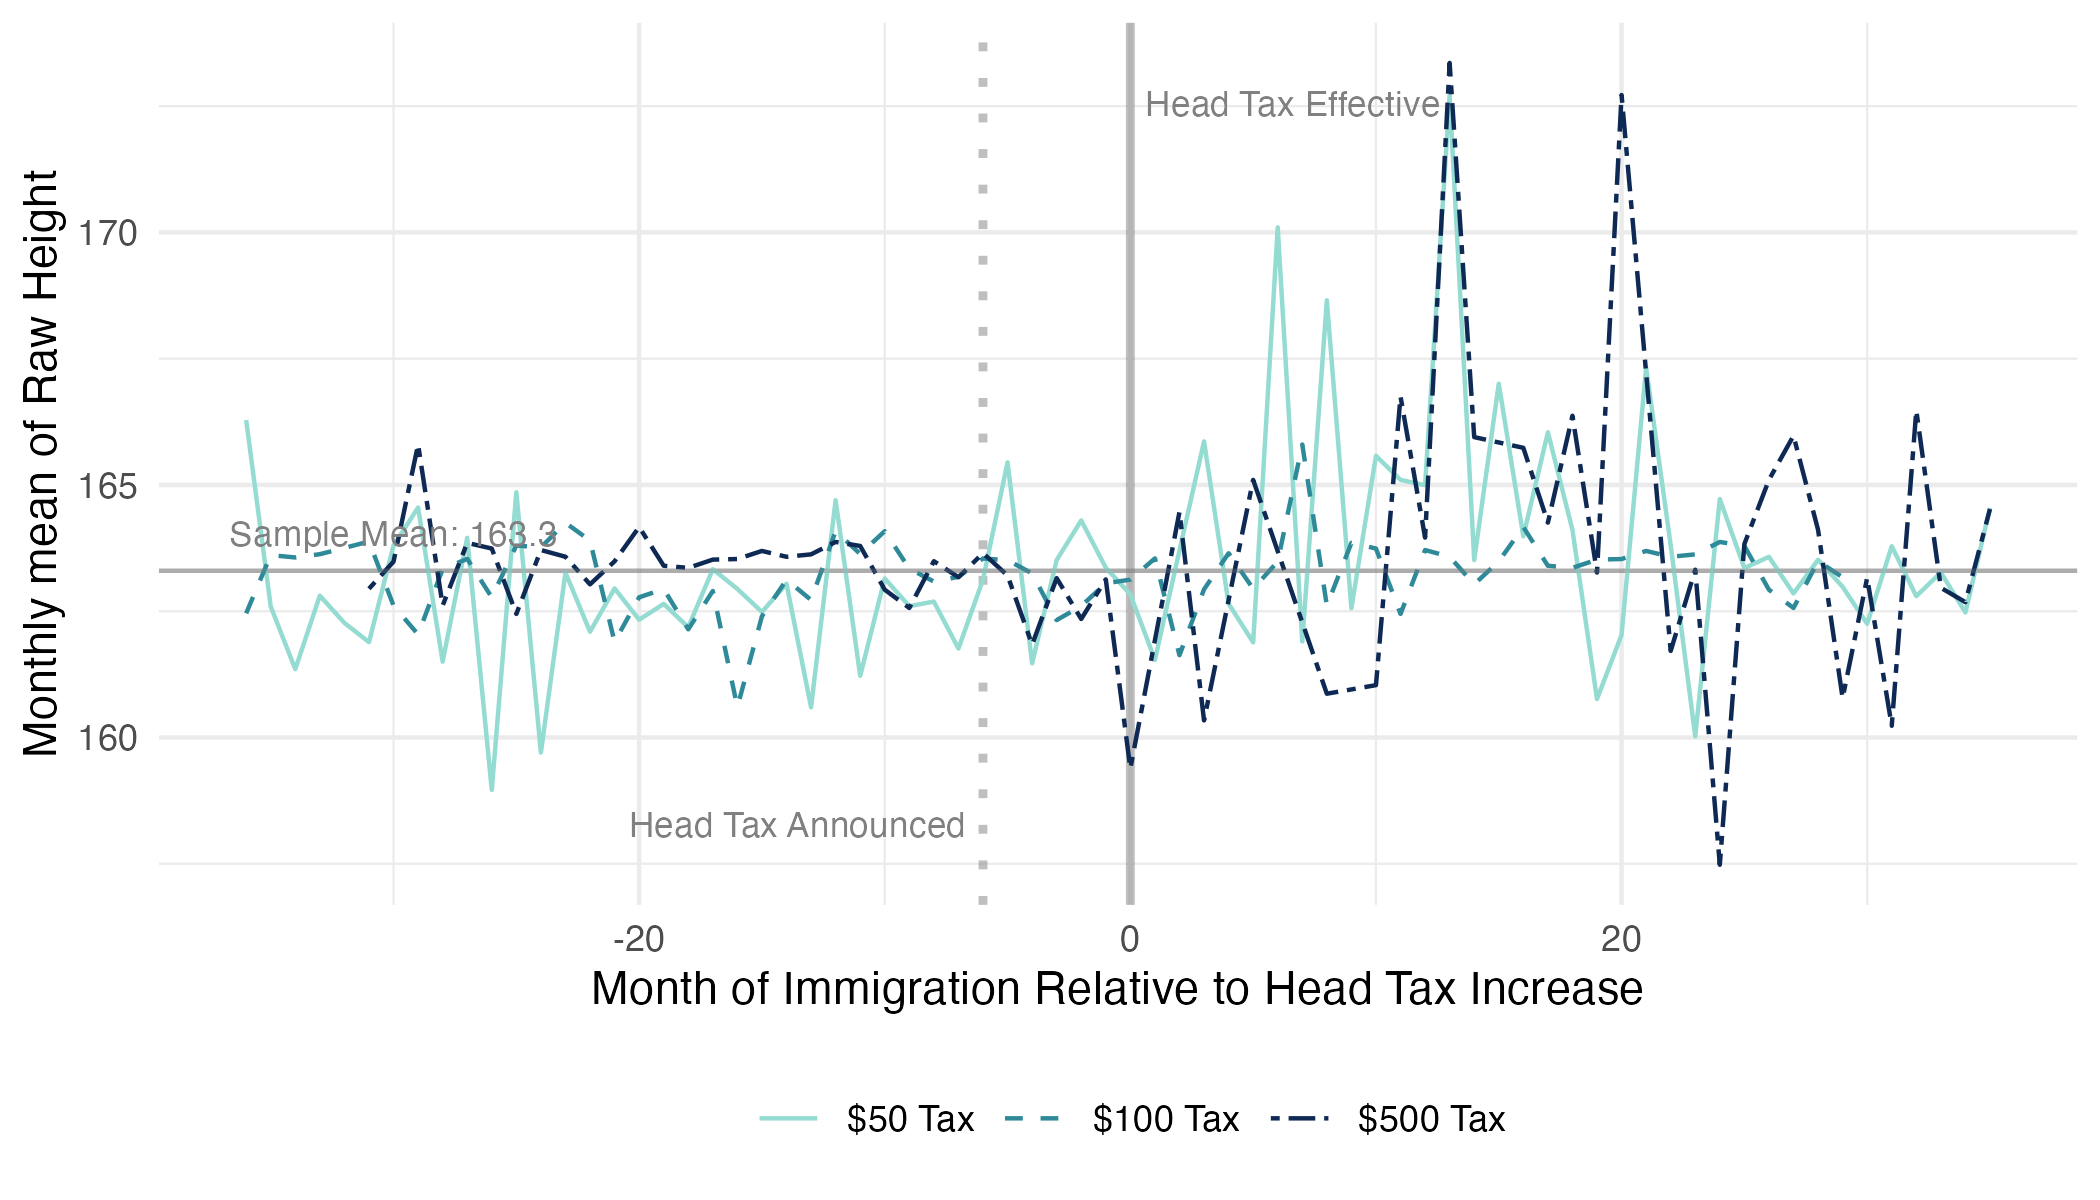 Monthly mean of Raw Height
170
165
160
Head Tax Effective
Sample Mean: 163.3
Head Tax Announced
-20
0
20
Month of Immigration Relative to Head Tax Increase
$50 Tax
$100 Tax
$500 Tax